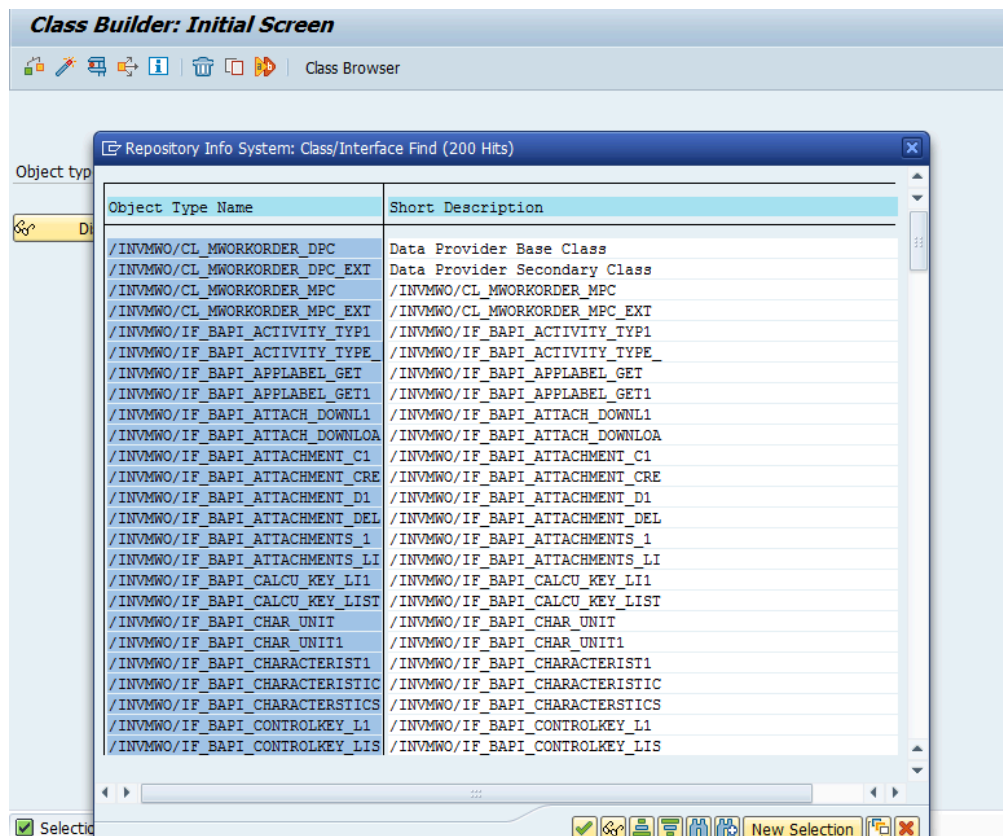 Class Builder: Initial Screen
Class Browser
Repository Info System: Class/Interface Find (200 Hits)
Object typ
Di
Object Type Name Short Description
/INVMWO/CL_MWORKORDER_DPC Data Provider Base Class
/INVMWO/CL_MWORKORDER_DPC_EXT Data Provider Secondary Class
/INVMWO/CL_MWORKORDER_MPC /INVMWO/CL_MWORKORDER_MPC
/INVMWO/CL_MWORKORDER_MPC_EXT /INVMWO/CL_MWORKORDER_MPC_EXT
/INVMWO/IF_BAPI_ACTIVITY_TYP1 /INVMWO/IF_BAPI_ACTIVITY_TYP1
/INVMWO/IF_BAPI_ACTIVITY_TYPE_ /INVMWO/IF_BAPI_ACTIVITY_TYPE_
/INVMWO/IF_BAPI_APPLABEL_GET /INVMWO/IF_BAPI_APPLABEL_GET
/INVMWO/IF_BAPI_APPLABEL_GET1 /INVMWO/IF_BAPI_APPLABEL_GET1
/INVMWO/IF_BAPI_ATTACH_DOWNL1 /INVMWO/IF_BAPI_ATTACH_DOWNL1
/INVMWO/IF_BAPI_ATTACH_DOWNLOA /INVMWO/IF_BAPI_ATTACH_DOWNLOA
/INVMWO/IF_BAPI_ATTACHMENT_C1 /INVMWO/IF_BAPI_ATTACHMENT_C1
/INVMWO/IF_BAPI_ATTACHMENT_CRE /INVMWO/IF_BAPI_ATTACHMENT_CRE
/INVMWO/IF_BAPI_ATTACHMENT_D1 /INVMWO/IF_BAPI_ATTACHMENT_D1
/INVMWO/IF_BAPI_ATTACHMENT_DEL /INVMWO/IF_BAPI_ATTACHMENT_DEL
/INVMWO/IF_BAPI_ATTACHMENTS_1 /INVMWO/IF_BAPI_ATTACHMENTS_1
/INVMWO/IF_BAPI_ATTACHMENTS_LI /INVMWO/IF_BAPI_ATTACHMENTS_LI
/INVMWO/IF_BAPI_CALCU_KEY_LI1 /INVMWO/IF_BAPI_CALCU_KEY_LI1
/INVMWO/IF_BAPI_CALCU_KEY_LIST /INVMWO/IF_BAPI_CALCU_KEY_LIST
/INVMWO/IF_BAPI_CHAR_UNIT /INVMWO/IF_BAPI_CHAR_UNIT
/INVMWO/IF_BAPI_CHAR_UNIT1 /INVMWO/IF_BAPI_CHAR_UNIT1
/INVMWO/IF_BAPI_CHARACTERIST1 /INVMWO/IF_BAPI_CHARACTERIST1
/INVMWO/IF_BAPI_CHARACTERISTIC /INVMWO/IF_BAPI_CHARACTERISTIC
/INVMWO/IF_BAPI_CHARACTERSTICS /INVMWO/IF_BAPI_CHARACTERSTICS
/INVMWO/IF_BAPI_CONTROLKEY_L1 /INVMWO/IF_BAPI_CONTROLKEY_L1
/INVMWO/IF_BAPI_CONTROLKEY_LIS /INVMWO/IF_BAPI_CONTROLKEY_LIS
Selectio
New Selection